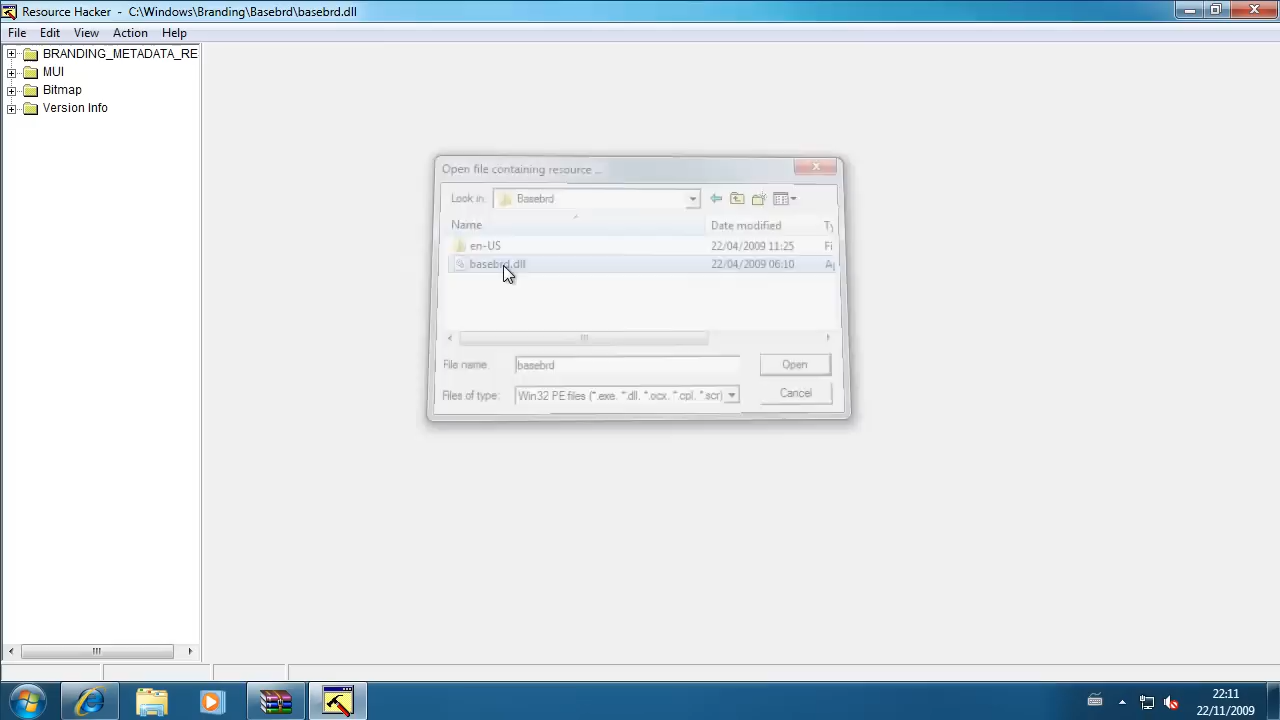 Resource Hacker - C:\Windows\Branding\Basebrd\basebrd.dll
File Edit View Action Help
BRANDING_METADATA_RE
MUI
Bitmap
Version Info
Open file containing resource ...
Look in: Basebrd
Name Date modified Ty
en-US 22/04/2009 11:25 Fi
basebrd.dll 22/04/2009 06:10 Ap
File name: basebrd Open
Files of type: Win32 PE files (*.exe, *.dll, *.ocx, *.cpl, *.scr) Cancel
22:11
22/11/2009